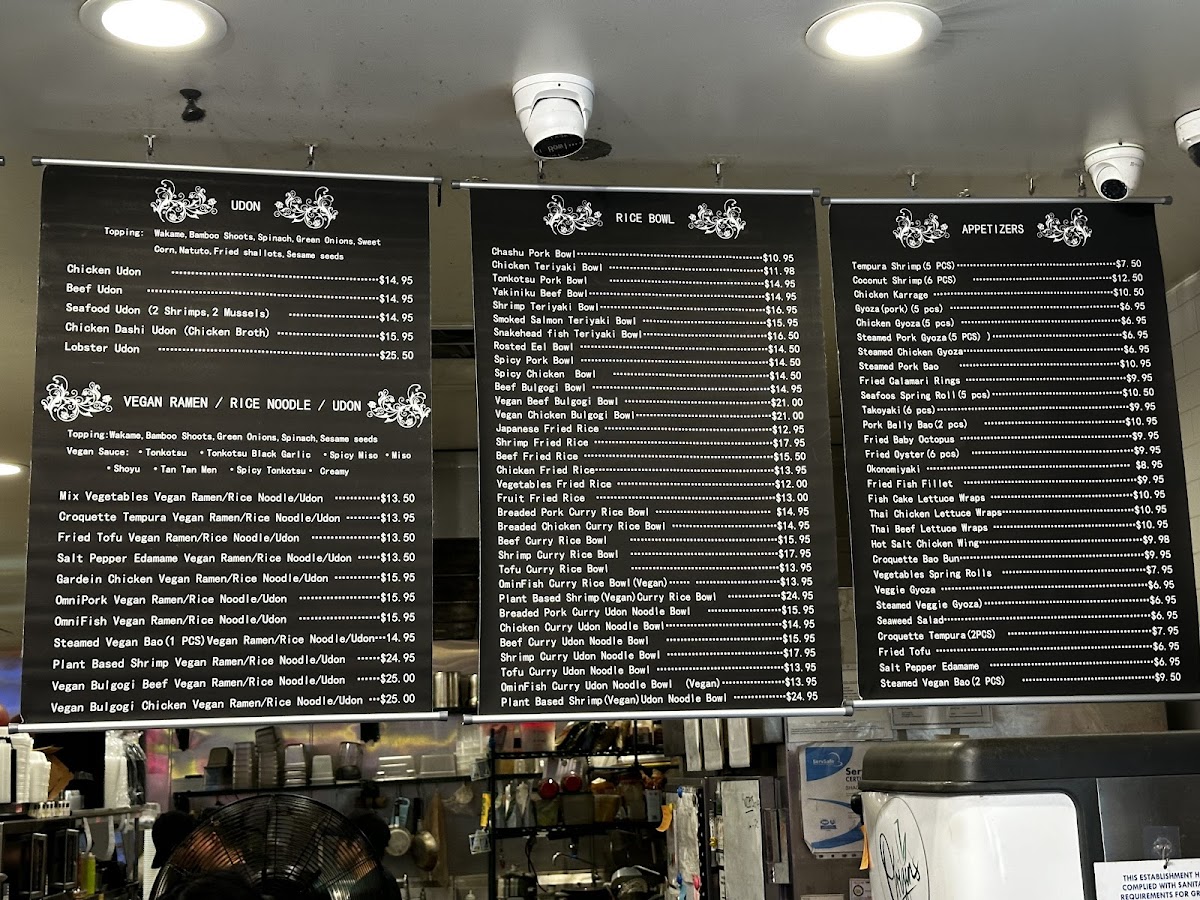 UDON
Topping: Wakame, Bamboo Shoots, Spinach, Green Onions, Sweet
Corn, Natuto, Fried shallots, Sesame seeds
Chicken Udon $14.95
Beef Udon $14.95
Seafood Udon (2 Shrimps, 2 Mussels) $14.95
Chicken Dashi Udon (Chicken Broth) $15.95
Lobster Udon $25.50
VEGAN RAMEN / RICE NOODLE / UDON
Topping:Wakame, Bamboo Shoots, Green Onions, Spinach, Sesame seeds
Vegan Sauce: •Tonkotsu •Tonkotsu Black Garlic •Spicy Miso •Miso
•Shoyu •Tan Tan Men •Spicy Tonkotsu• Creamy
Mix Vegetables Vegan Ramen/Rice Noodle/Udon $13.50
Croquette Tempura Vegan Ramen/Rice Noodle/Udon $13.95
Fried Tofu Vegan Ramen/Rice Noodle/Udon $13.50
Salt Pepper Edamame Vegan Ramen/Rice Noodle/Udon $13.50
Gardein Chicken Vegan Ramen/Rice Noodle/Udon $15.95
OmniPork Vegan Ramen/Rice Noodle/Udon $15.95
OmniFish Vegan Ramen/Rice Noodle/Udon $15.95
Steamed Vegan Bao(1 PCS)Vegan Ramen/Rice Noodle/Udon 14.95
Plant Based Shrimp Vegan Ramen/Rice Noodle/Udon $24.95
Vegan Bulgogi Beef Vegan Ramen/Rice Noodle/Udon $25.00
Vegan Bulgogi Chicken Vegan Ramen/Rice Noodle/Udon $25.00
RICE BOWL
Chashu Pork Bowl $10.95
Chicken Teriyaki Bowl $11.98
Tonkotsu Pork Bowl $14.95
Yakiniku Beef Bowl $14.95
Shrimp Teriyaki Bowl $16.95
Smoked Salmon Teriyaki Bowl $15.95
Snakehead fish Teriyaki Bowl $16.50
Rosted Eel Bowl $14.50
Spicy Pork Bowl $14.50
Spicy Chicken Bowl $14.50
Beef Bulgogi Bowl $14.95
Vegan Beef Bulgogi Bowl $21.00
Vegan Chicken Bulgogi Bowl $21.00
Japanese Fried Rice $12.95
Shrimp Fried Rice $17.95
Beef Fried Rice $15.50
Chicken Fried Rice $13.95
Vegetables Fried Rice $12.00
Fruit Fried Rice $13.00
Breaded Pork Curry Rice Bowl $14.95
Breaded Chicken Curry Rice Bowl $14.95
Beef Curry Rice Bowl $15.95
Shrimp Curry Rice Bowl $17.95
Tofu Curry Rice Bowl $13.95
OminFish Curry Rice Bowl(Vegan) $13.95
Plant Based Shrimp(Vegan)Curry Rice Bowl $24.95
Breaded Pork Curry Udon Noodle Bowl $15.95
Chicken Curry Udon Noodle Bowl $14.95
Beef Curry Udon Noodle Bowl $15.95
Shrimp Curry Udon Noodle Bowl $17.95
Tofu Curry Udon Noodle Bowl $13.95
OminFish Curry Udon Noodle Bowl (Vegan) $13.95
Plant Based Shrimp(Vegan)Udon Noodle Bowl $24.95
APPETIZERS
Tempura Shrimp(5 PCS) $7.50
Coconut Shrimp(6 PCS) $12.50
Chicken Karrage $10.50
Gyoza(pork)(5 pcs) $6.95
Chicken Gyoza(5 pcs) $6.95
Steamed Pork Gyoza(5 PCS) ) $6.95
Steamed Chicken Gyoza $6.95
Steamed Pork Bao $10.95
Fried Calamari Rings $9.95
Seafoos Spring Roll(5 pcs) $10.50
Takoyaki(6 pcs) $9.95
Pork Belly Bao(2 pcs) $10.95
Fried Baby Octopus $9.95
Fried Oyster(6 pcs) $9.95
Okonomiyaki $8.95
Fried Fish Fillet $9.95
Fish Cake Lettuce Wraps $10.95
Thai Chicken Lettuce Wraps $10.95
Thai Beef Lettuce Wraps $10.95
Hot Salt Chicken Wing $9.98
Croquette Bao Bun $9.95
Vegetables Spring Rolls $7.95
Veggie Gyoza $6.95
Steamed Veggie Gyoza) $6.95
Seaweed Salad $6.95
Croquette Tempura(2PCS) $7.95
Fried Tofu $6.95
Salt Pepper Edamame $6.95
Steamed Vegan Bao(2 PCS) $9.50
THIS ESTABLISHMENT H
COMPLIED WITH SANITA
REQUIREMENTS FOR GR